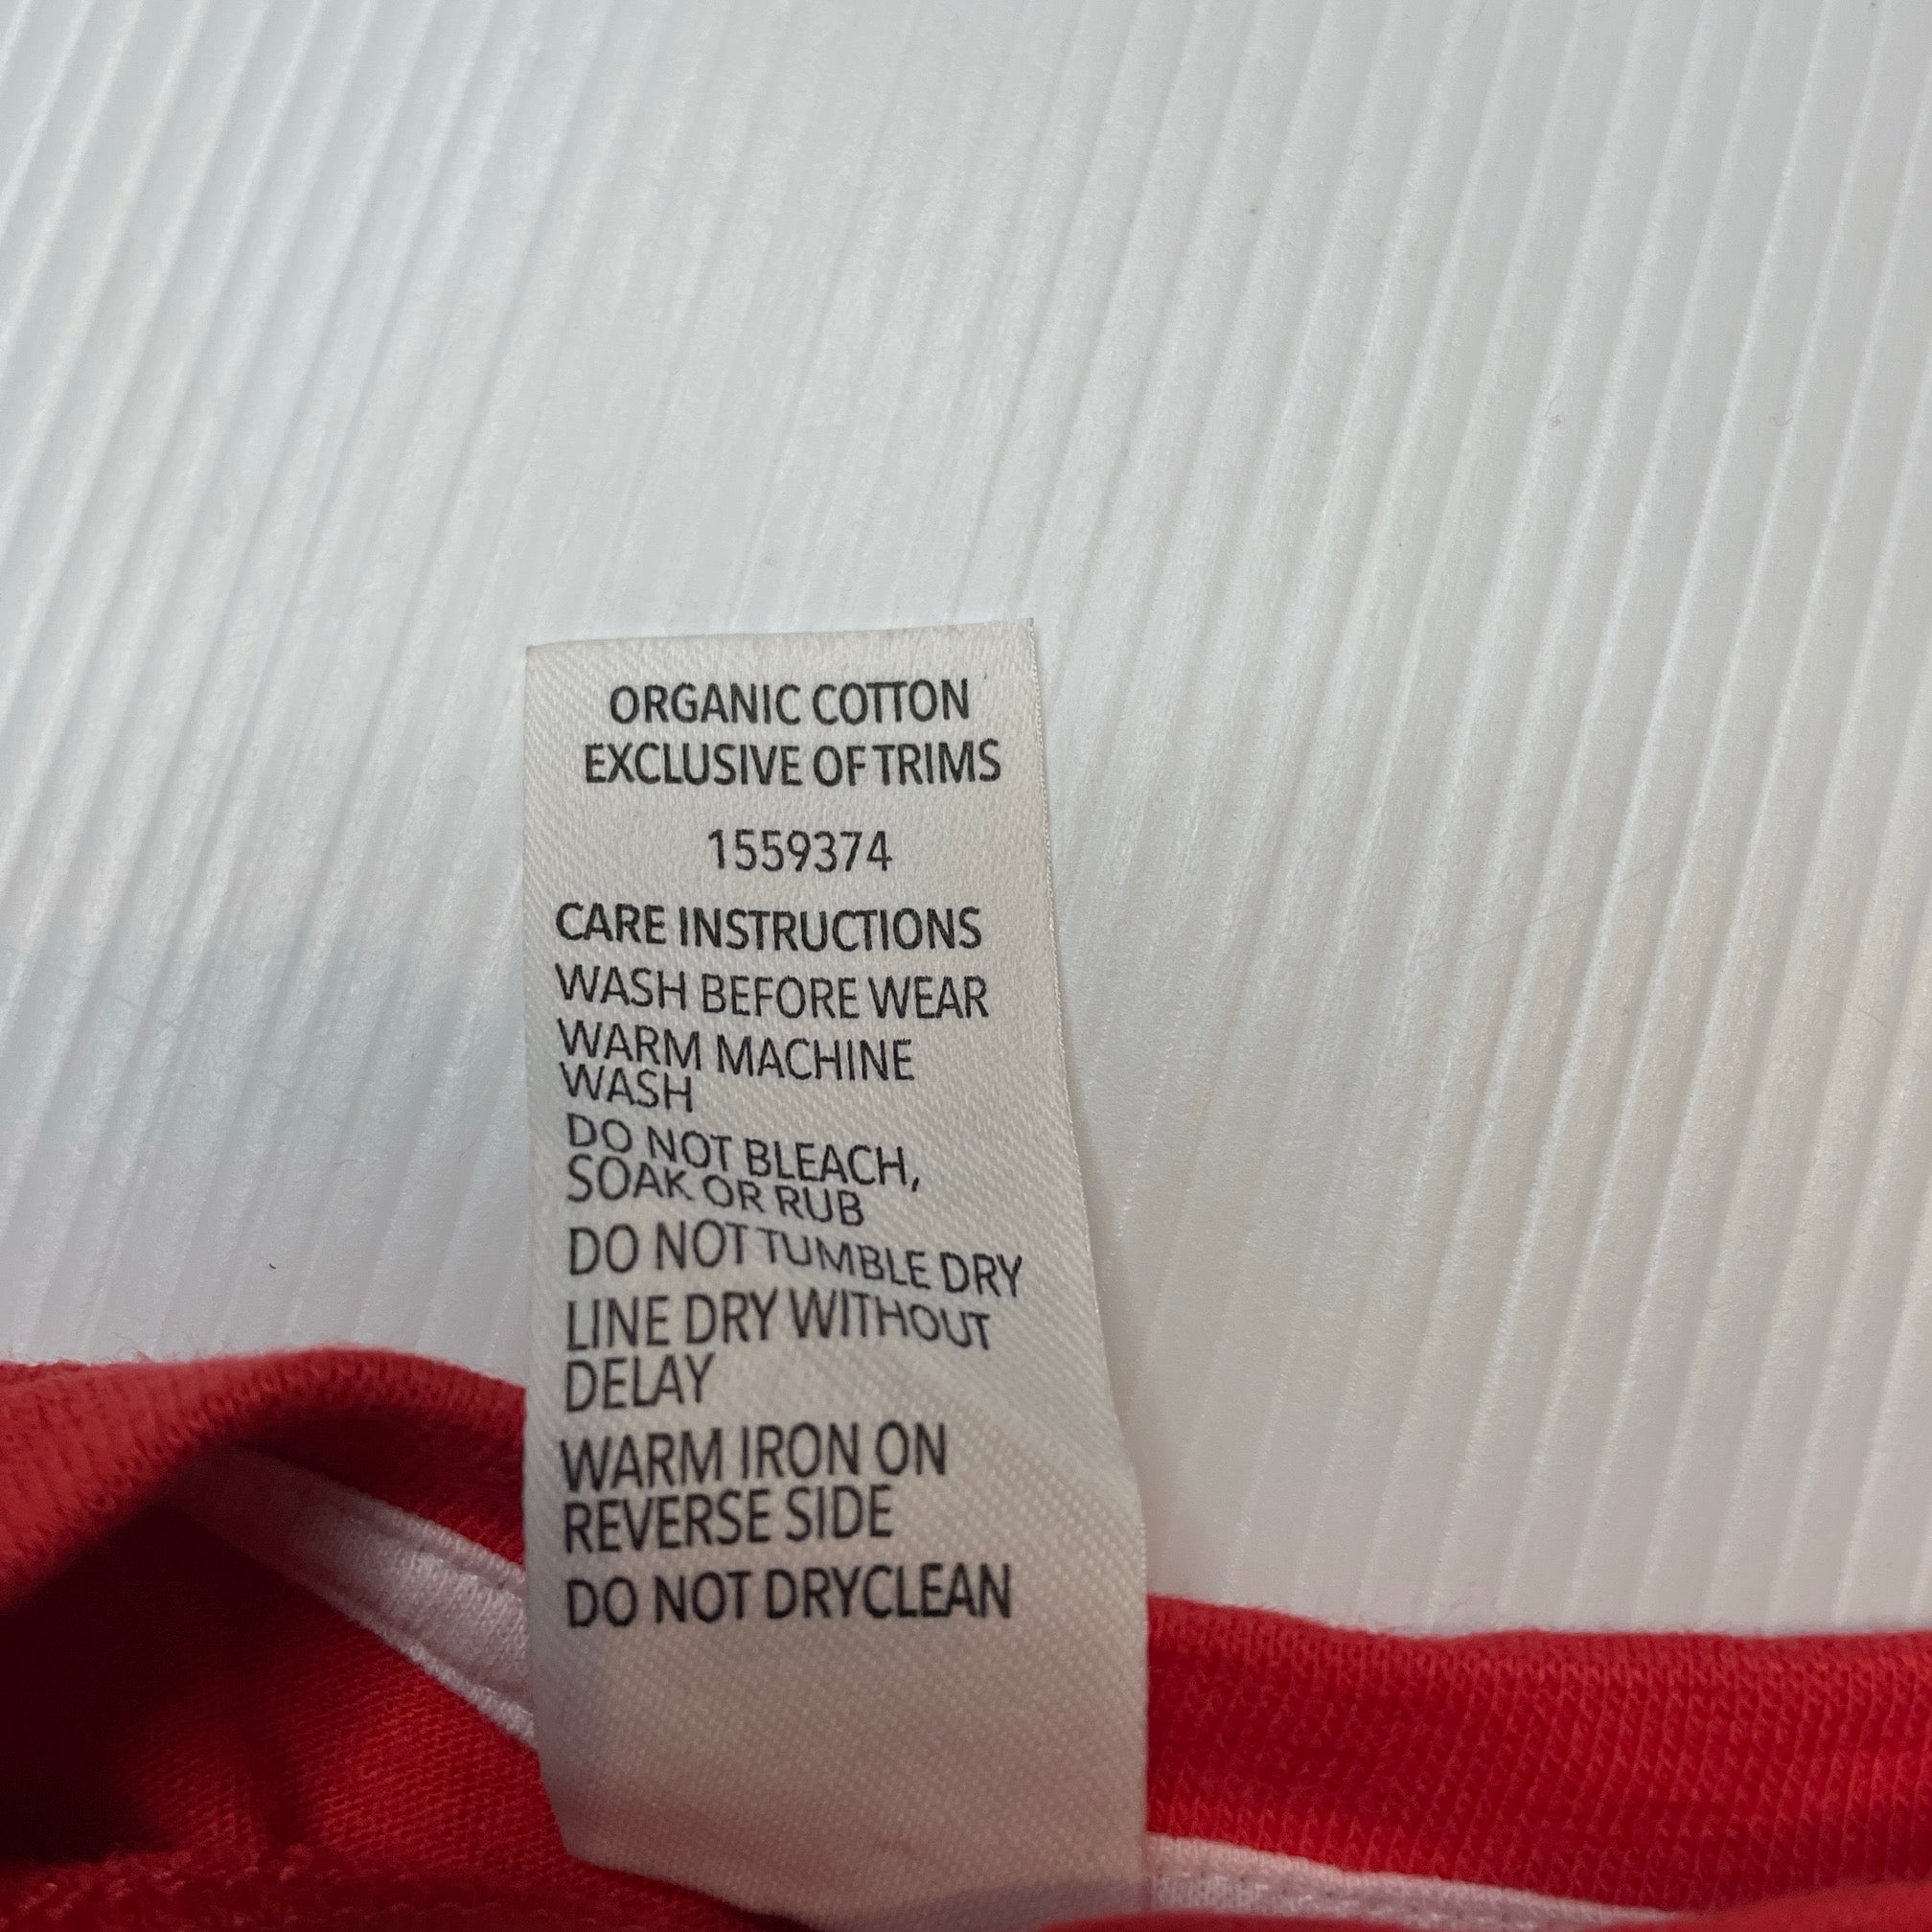 ORGANIC COTTON
EXCLUSIVE OF TRIMS
1559374
CARE INSTRUCTIONS
WASH BEFORE WEAR
WARM MACHINE
WASH
DO NOT BLEACH,
SOAK OR RUB
DO NOT TUMBLE DRY
LINE DRY WITHOUT
DELAY
WARM IRON ON
REVERSE SIDE
DO NOT DRYCLEAN